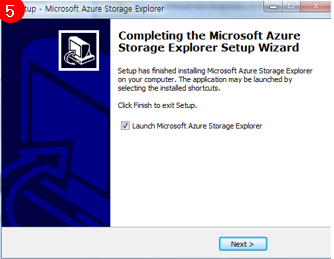 5
up - Microsoft Azure Storage Explorer
Completing the Microsoft Azure
Storage Explorer Setup Wizard
Setup has finished installing Microsoft Azure Storage Explorer
on your computer. The application may be launched by
selecting the installed shortcuts.
Click Finish to exit Setup.
Launch Microsoft Azure Storage Explorer
Next >